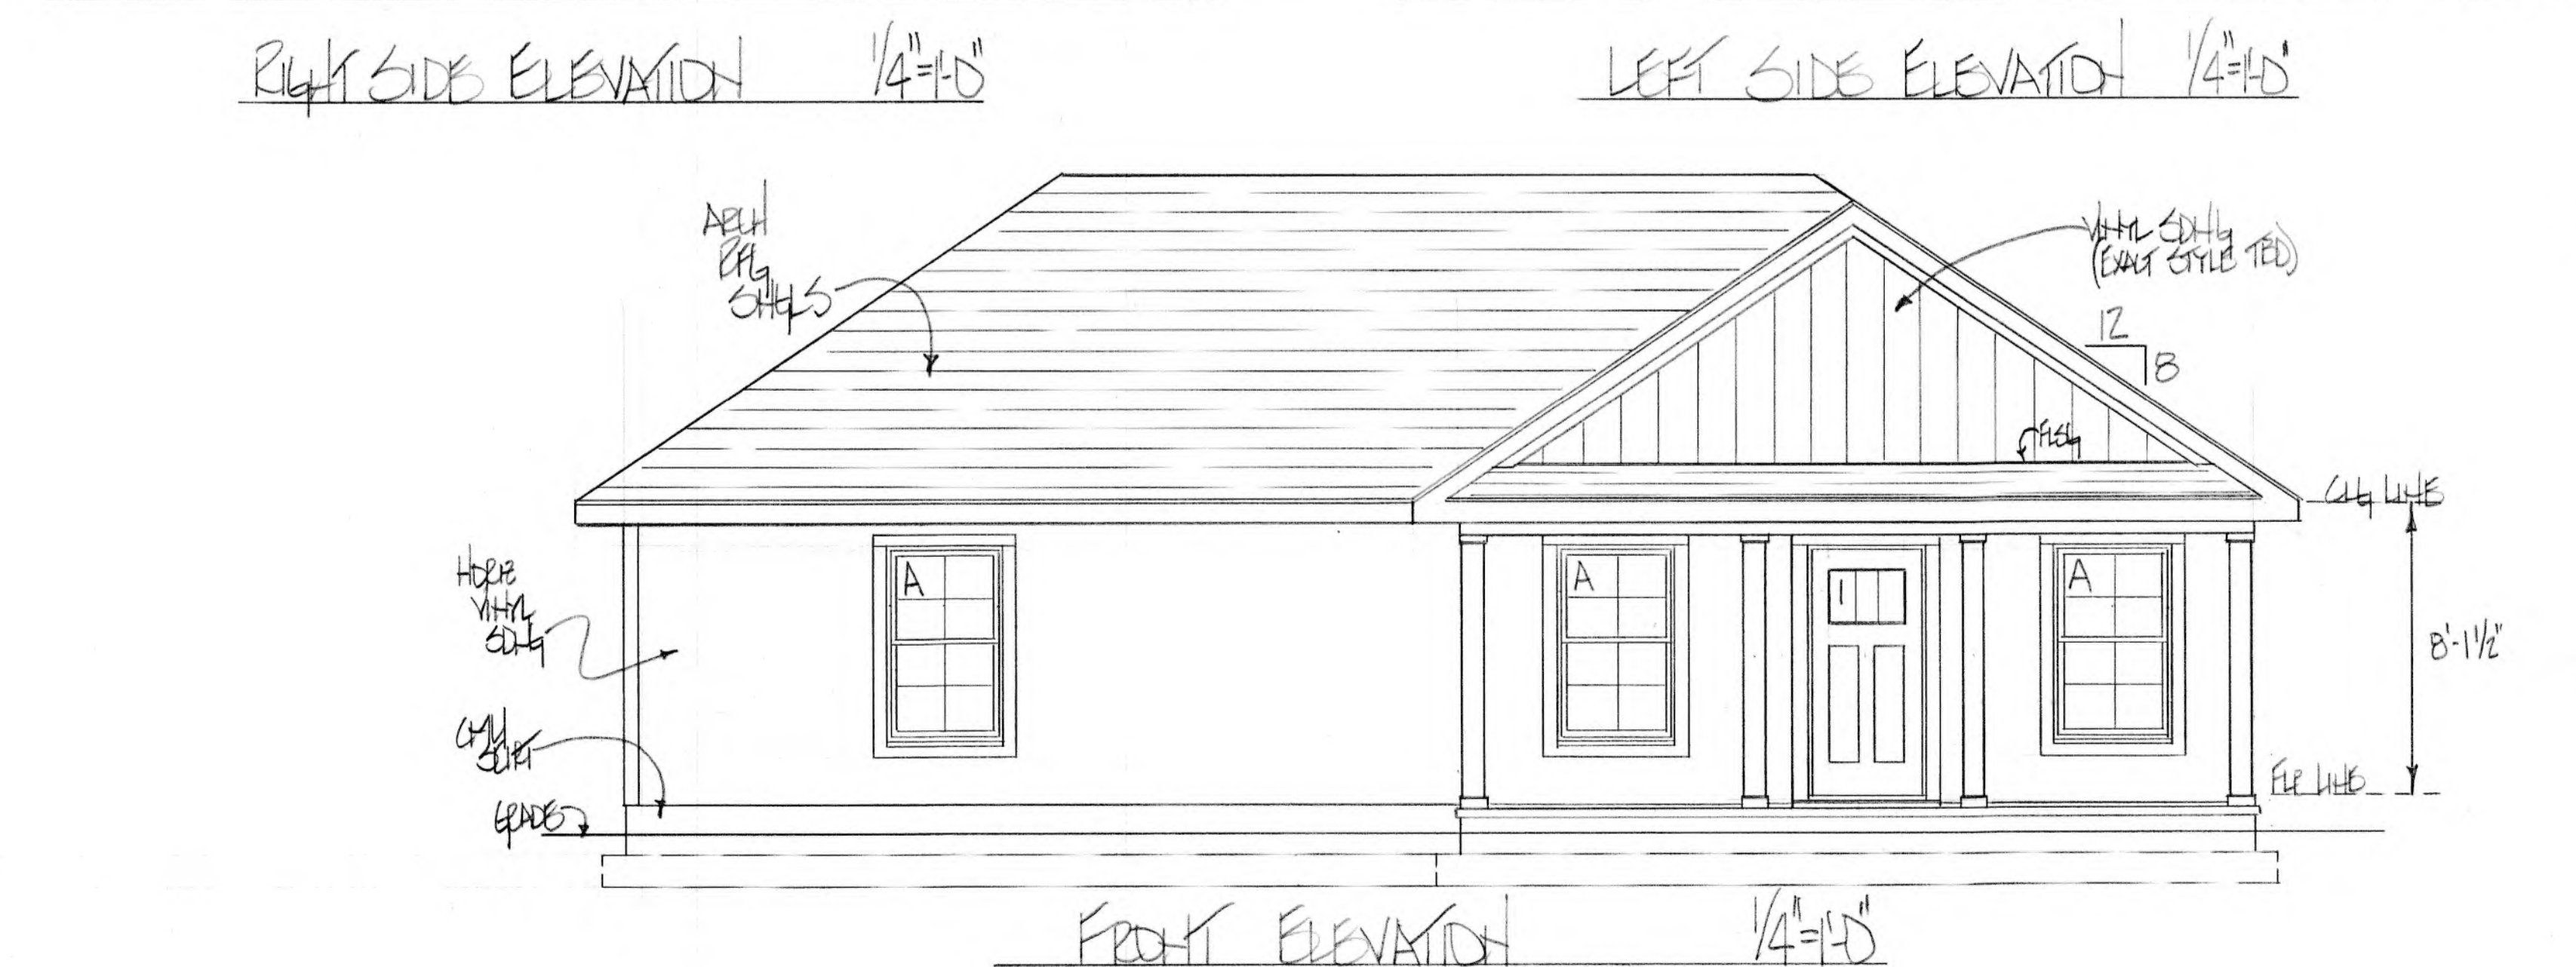 RIGHT SIDE ELEVATION 1/4"=1'-0"
LEFT SIDE ELEVATION 1/4"=1'-0"
ARCH
RFG
SHGLS
VINYL SDNG
(EXACT STYLE TBD)
12
8
FLSG
CLG LINE
HORIZ
VINYL
SDNG
A
A
A
8'-1 1/2"
CMU
SKIRT
GRADE
FLR LINE
FRONT ELEVATION 1/4"=1'-0"